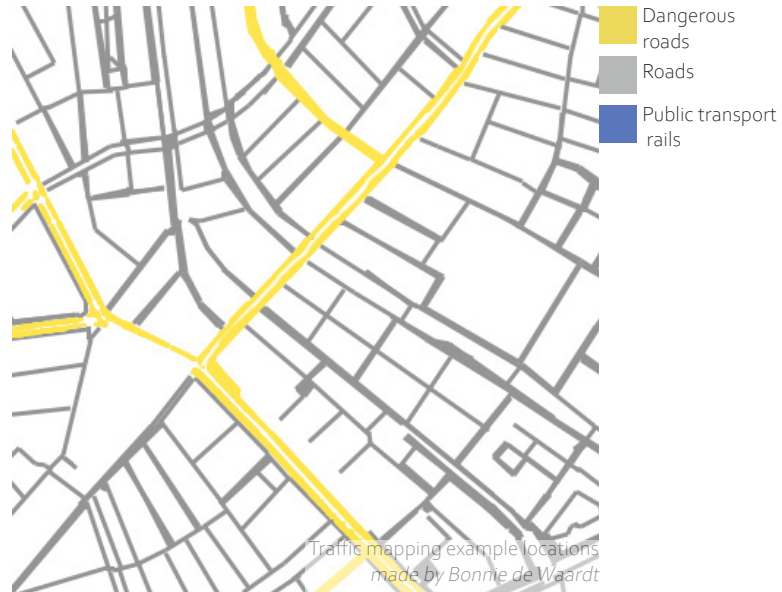 Dangerous
roads
Roads
Public transport
rails
Traffic mapping example locations
made by Bonnie de Waardt